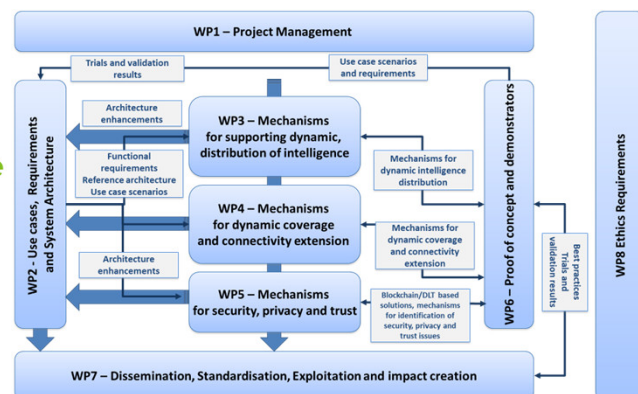 WP1 – Project Management
Trials and validation
results
Use case scenarios
and requirements
WP2 - Use cases, Requirements
and System Architecture
Architecture
enhancements
Functional
requirements
Reference architecture
Use case scenarios
Architecture
enhancements
WP3 – Mechanisms
for supporting dynamic,
distribution of intelligence
WP4 – Mechanisms
for dynamic coverage
and connectivity extension
WP5 – Mechanisms
for security, privacy and trust
Mechanisms for
dynamic intelligence
distribution
Mechanisms for
dynamic coverage
and connectivity
extension
Blockchain/DLT based
solutions, mechanisms
for identification of
security, privacy and
trust issues
WP6 – Proof of concept and demonstrators
Best practices
Trials and
validation results
WP8 Ethics Requirements
WP7 – Dissemination, Standardisation, Exploitation and impact creation